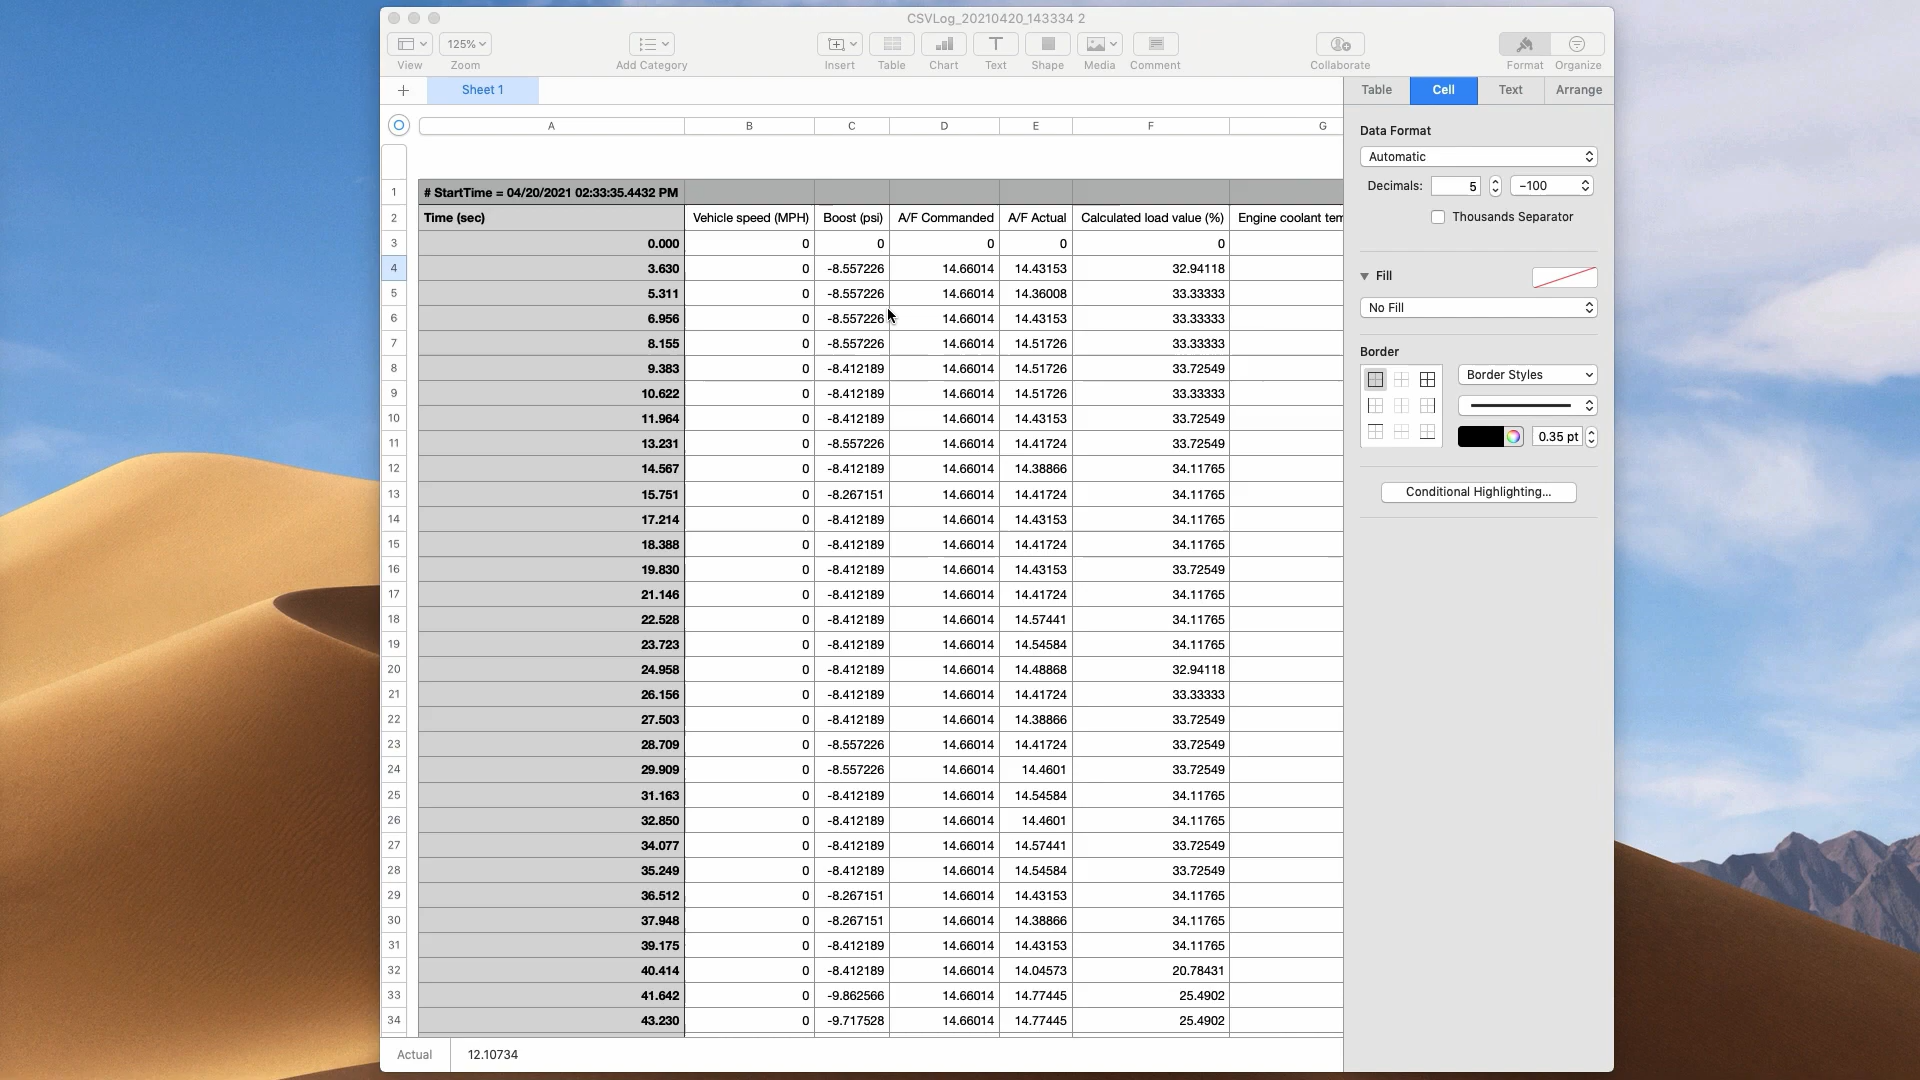 CSVLog_20210420_143334 2
125%
View Zoom Add Category Insert Table Chart Text Shape Media Comment Collaborate Format Organize
+ Sheet 1 Table Cell Text Arrange
A B C D E F G
1 # StartTime = 04/20/2021 02:33:35.4432 PM
2 Time (sec) Vehicle speed (MPH) Boost (psi) A/F Commanded A/F Actual Calculated load value (%) Engine coolant tem
3 0.000 0 0 0 0 0
4 3.630 0 -8.557226 14.66014 14.43153 32.94118
5 5.311 0 -8.557226 14.66014 14.36008 33.33333
6 6.956 0 -8.557226 14.66014 14.43153 33.33333
7 8.155 0 -8.557226 14.66014 14.51726 33.33333
8 9.383 0 -8.412189 14.66014 14.51726 33.72549
9 10.622 0 -8.412189 14.66014 14.51726 33.33333
10 11.964 0 -8.412189 14.66014 14.43153 33.72549
11 13.231 0 -8.557226 14.66014 14.41724 33.72549
12 14.567 0 -8.412189 14.66014 14.38866 34.11765
13 15.751 0 -8.267151 14.66014 14.41724 34.11765
14 17.214 0 -8.412189 14.66014 14.43153 34.11765
15 18.388 0 -8.412189 14.66014 14.41724 34.11765
16 19.830 0 -8.412189 14.66014 14.43153 33.72549
17 21.146 0 -8.412189 14.66014 14.41724 34.11765
18 22.528 0 -8.412189 14.66014 14.57441 34.11765
19 23.723 0 -8.412189 14.66014 14.54584 34.11765
20 24.958 0 -8.412189 14.66014 14.48868 32.94118
21 26.156 0 -8.412189 14.66014 14.41724 33.33333
22 27.503 0 -8.412189 14.66014 14.38866 33.72549
23 28.709 0 -8.557226 14.66014 14.41724 33.72549
24 29.909 0 -8.557226 14.66014 14.4601 33.72549
25 31.163 0 -8.412189 14.66014 14.54584 34.11765
26 32.850 0 -8.412189 14.66014 14.4601 34.11765
27 34.077 0 -8.412189 14.66014 14.57441 33.72549
28 35.249 0 -8.412189 14.66014 14.54584 33.72549
29 36.512 0 -8.267151 14.66014 14.43153 34.11765
30 37.948 0 -8.267151 14.66014 14.38866 34.11765
31 39.175 0 -8.412189 14.66014 14.43153 34.11765
32 40.414 0 -8.412189 14.66014 14.04573 20.78431
33 41.642 0 -9.862566 14.66014 14.77445 25.4902
34 43.230 0 -9.717528 14.66014 14.77445 25.4902
Actual 12.10734
Data Format
Automatic
Decimals: 5 -100
Thousands Separator
Fill
No Fill
Border
Border Styles
0.35 pt
Conditional Highlighting...